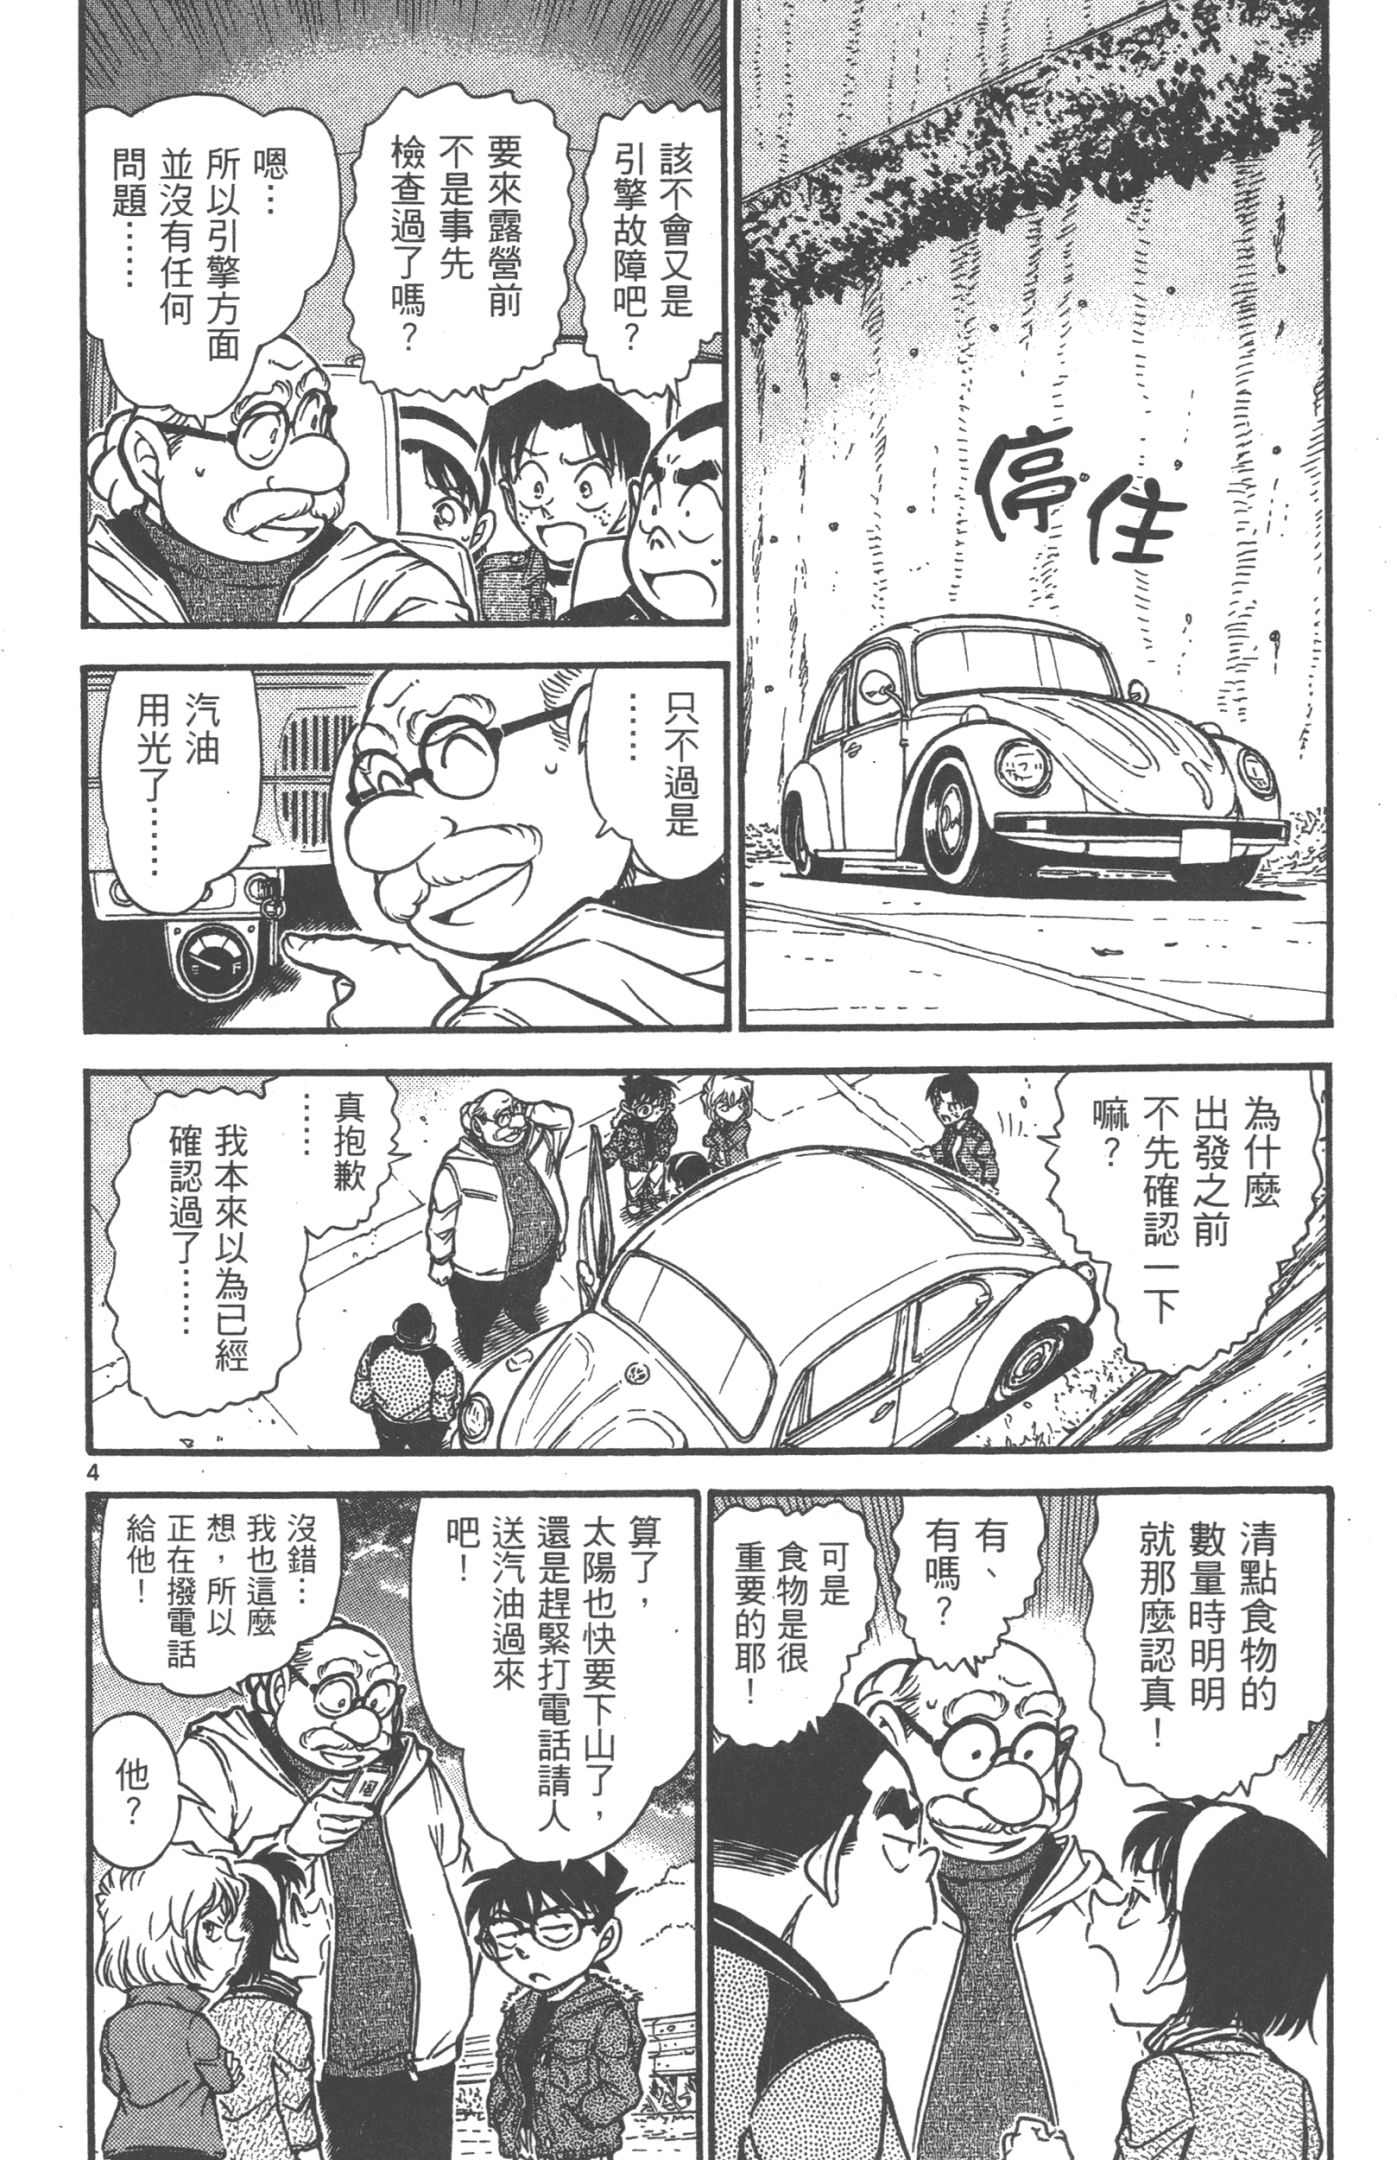 停住
該不會又是
引擎故障吧？
要來露營前
不是事先
檢查過了嗎？
嗯…
所以引擎方面
並沒有任何
問題……
只不過是
……
汽油
用光了……
E
F
為什麼
出發之前
不先確認一下
嘛？
真抱歉
……
我本來以為已經
確認過了……
4
清點食物的
數量時明明
就那麼認真！
有、
有嗎？
可是
食物是很
重要的耶！
算了，
太陽也快要下山了，
還是趕緊打電話請人
送汽油過來
吧！
沒錯…
我也這麼
想，所以
正在撥電話
給他！
他？